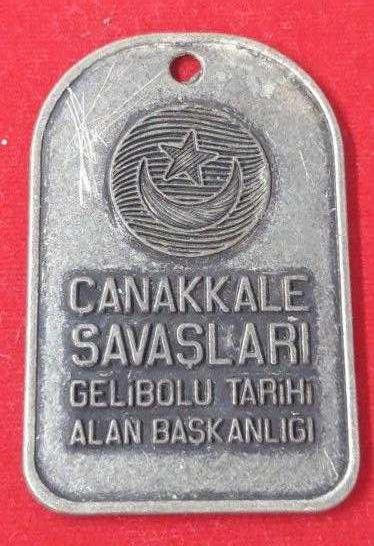 ÇANAKKALE
SAVAŞLARI
GELİBOLU TARİHİ
ALAN BAŞKANLIĞI